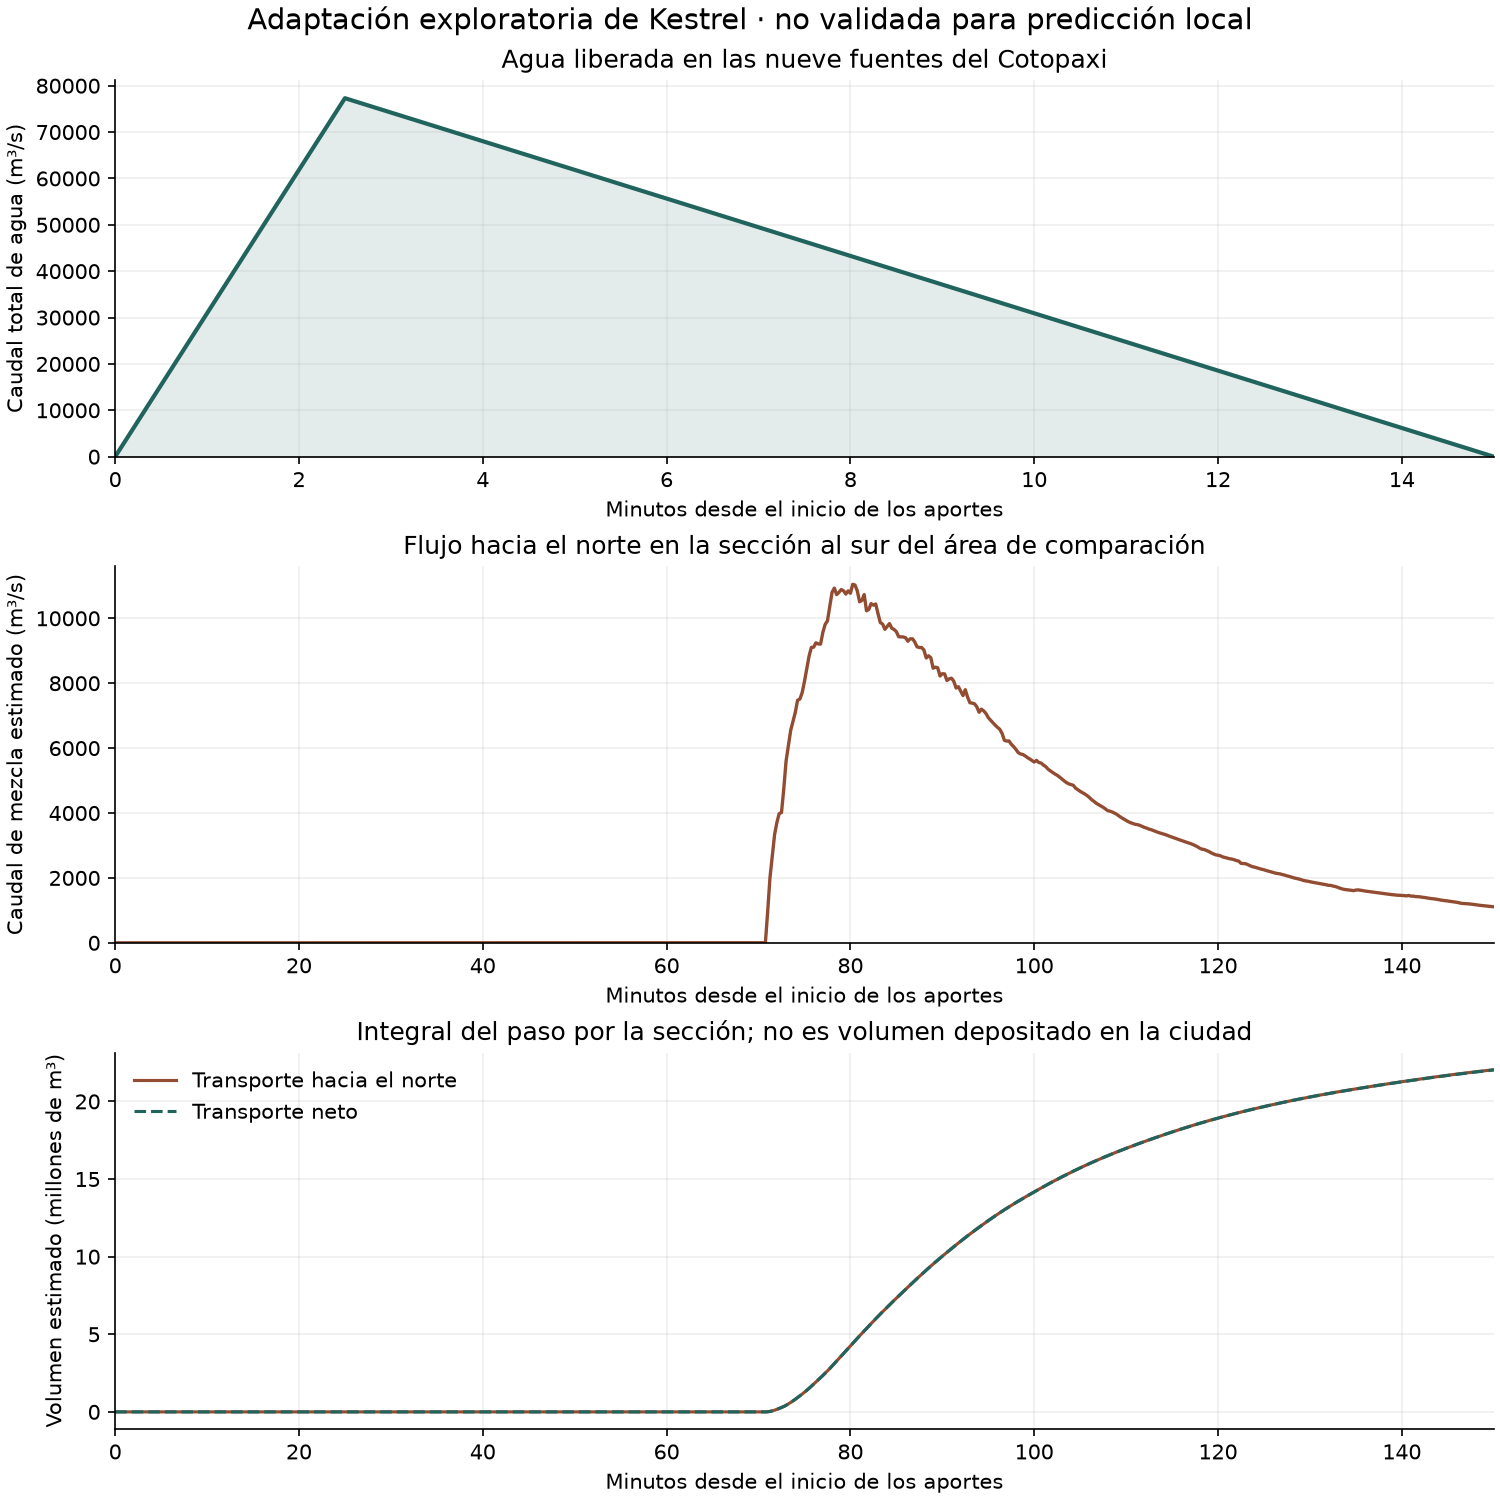 Adaptación exploratoria de Kestrel · no validada para predicción local
Agua liberada en las nueve fuentes del Cotopaxi
Caudal total de agua (m³/s)
80000
70000
60000
50000
40000
30000
20000
10000
0
0 2 4 6 8 10 12 14
Minutos desde el inicio de los aportes
Flujo hacia el norte en la sección al sur del área de comparación
Caudal de mezcla estimado (m³/s)
10000
8000
6000
4000
2000
0
0 20 40 60 80 100 120 140
Minutos desde el inicio de los aportes
Integral del paso por la sección; no es volumen depositado en la ciudad
Volumen estimado (millones de m³)
Transporte hacia el norte
Transporte neto
20
15
10
5
0
0 20 40 60 80 100 120 140
Minutos desde el inicio de los aportes